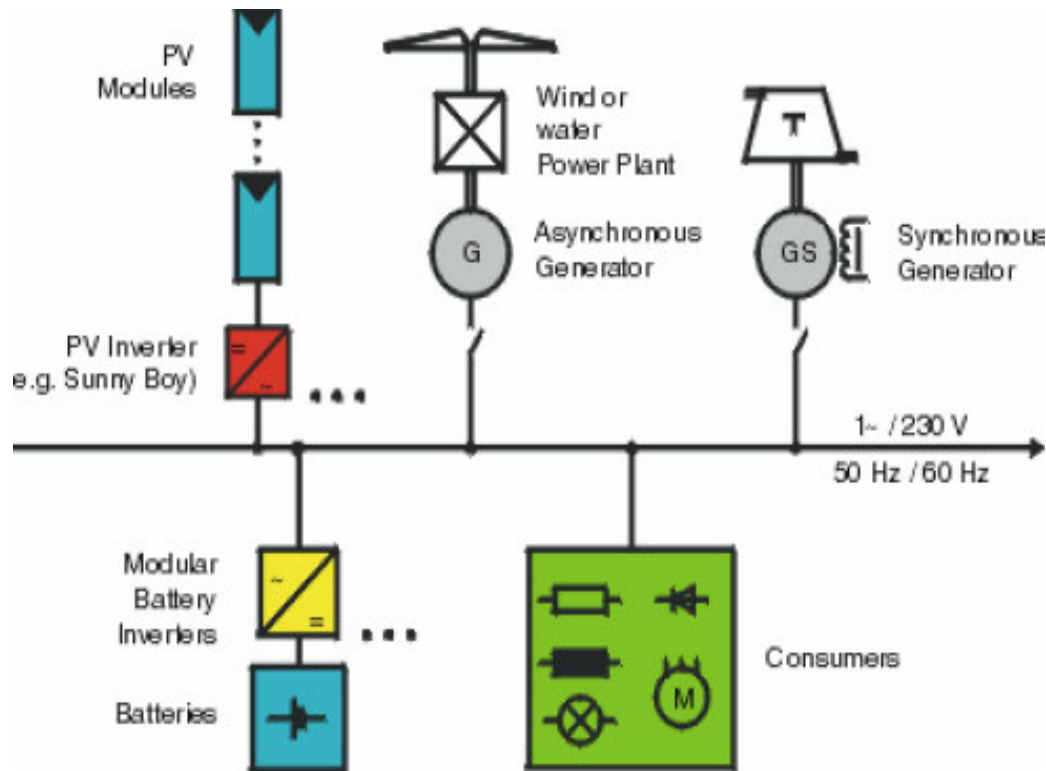 PV
Modules
Wind or
water
Power Plant
T
G
Asynchronous
Generator
GS
Synchronous
Generator
PV Inverter
e.g. Sunny Boy)
=
~
1~ / 230 V
50 Hz / 60 Hz
Modular
Battery
Inverters
~
=
Batteries
Consumers
M